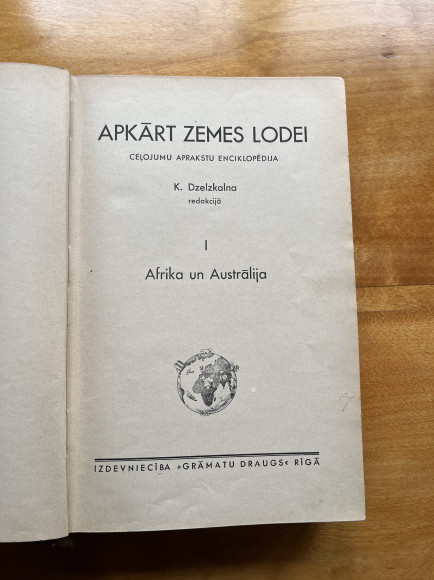 APKĀRT ZEMES LODEI
CEĻOJUMU APRAKSTU ENCIKLOPĒDIJA
K. Dzelzkalna
redakcijā
I
Afrika un Austrālija
IZDEVNIECĪBA »GRĀMATU DRAUGS« RĪGĀ